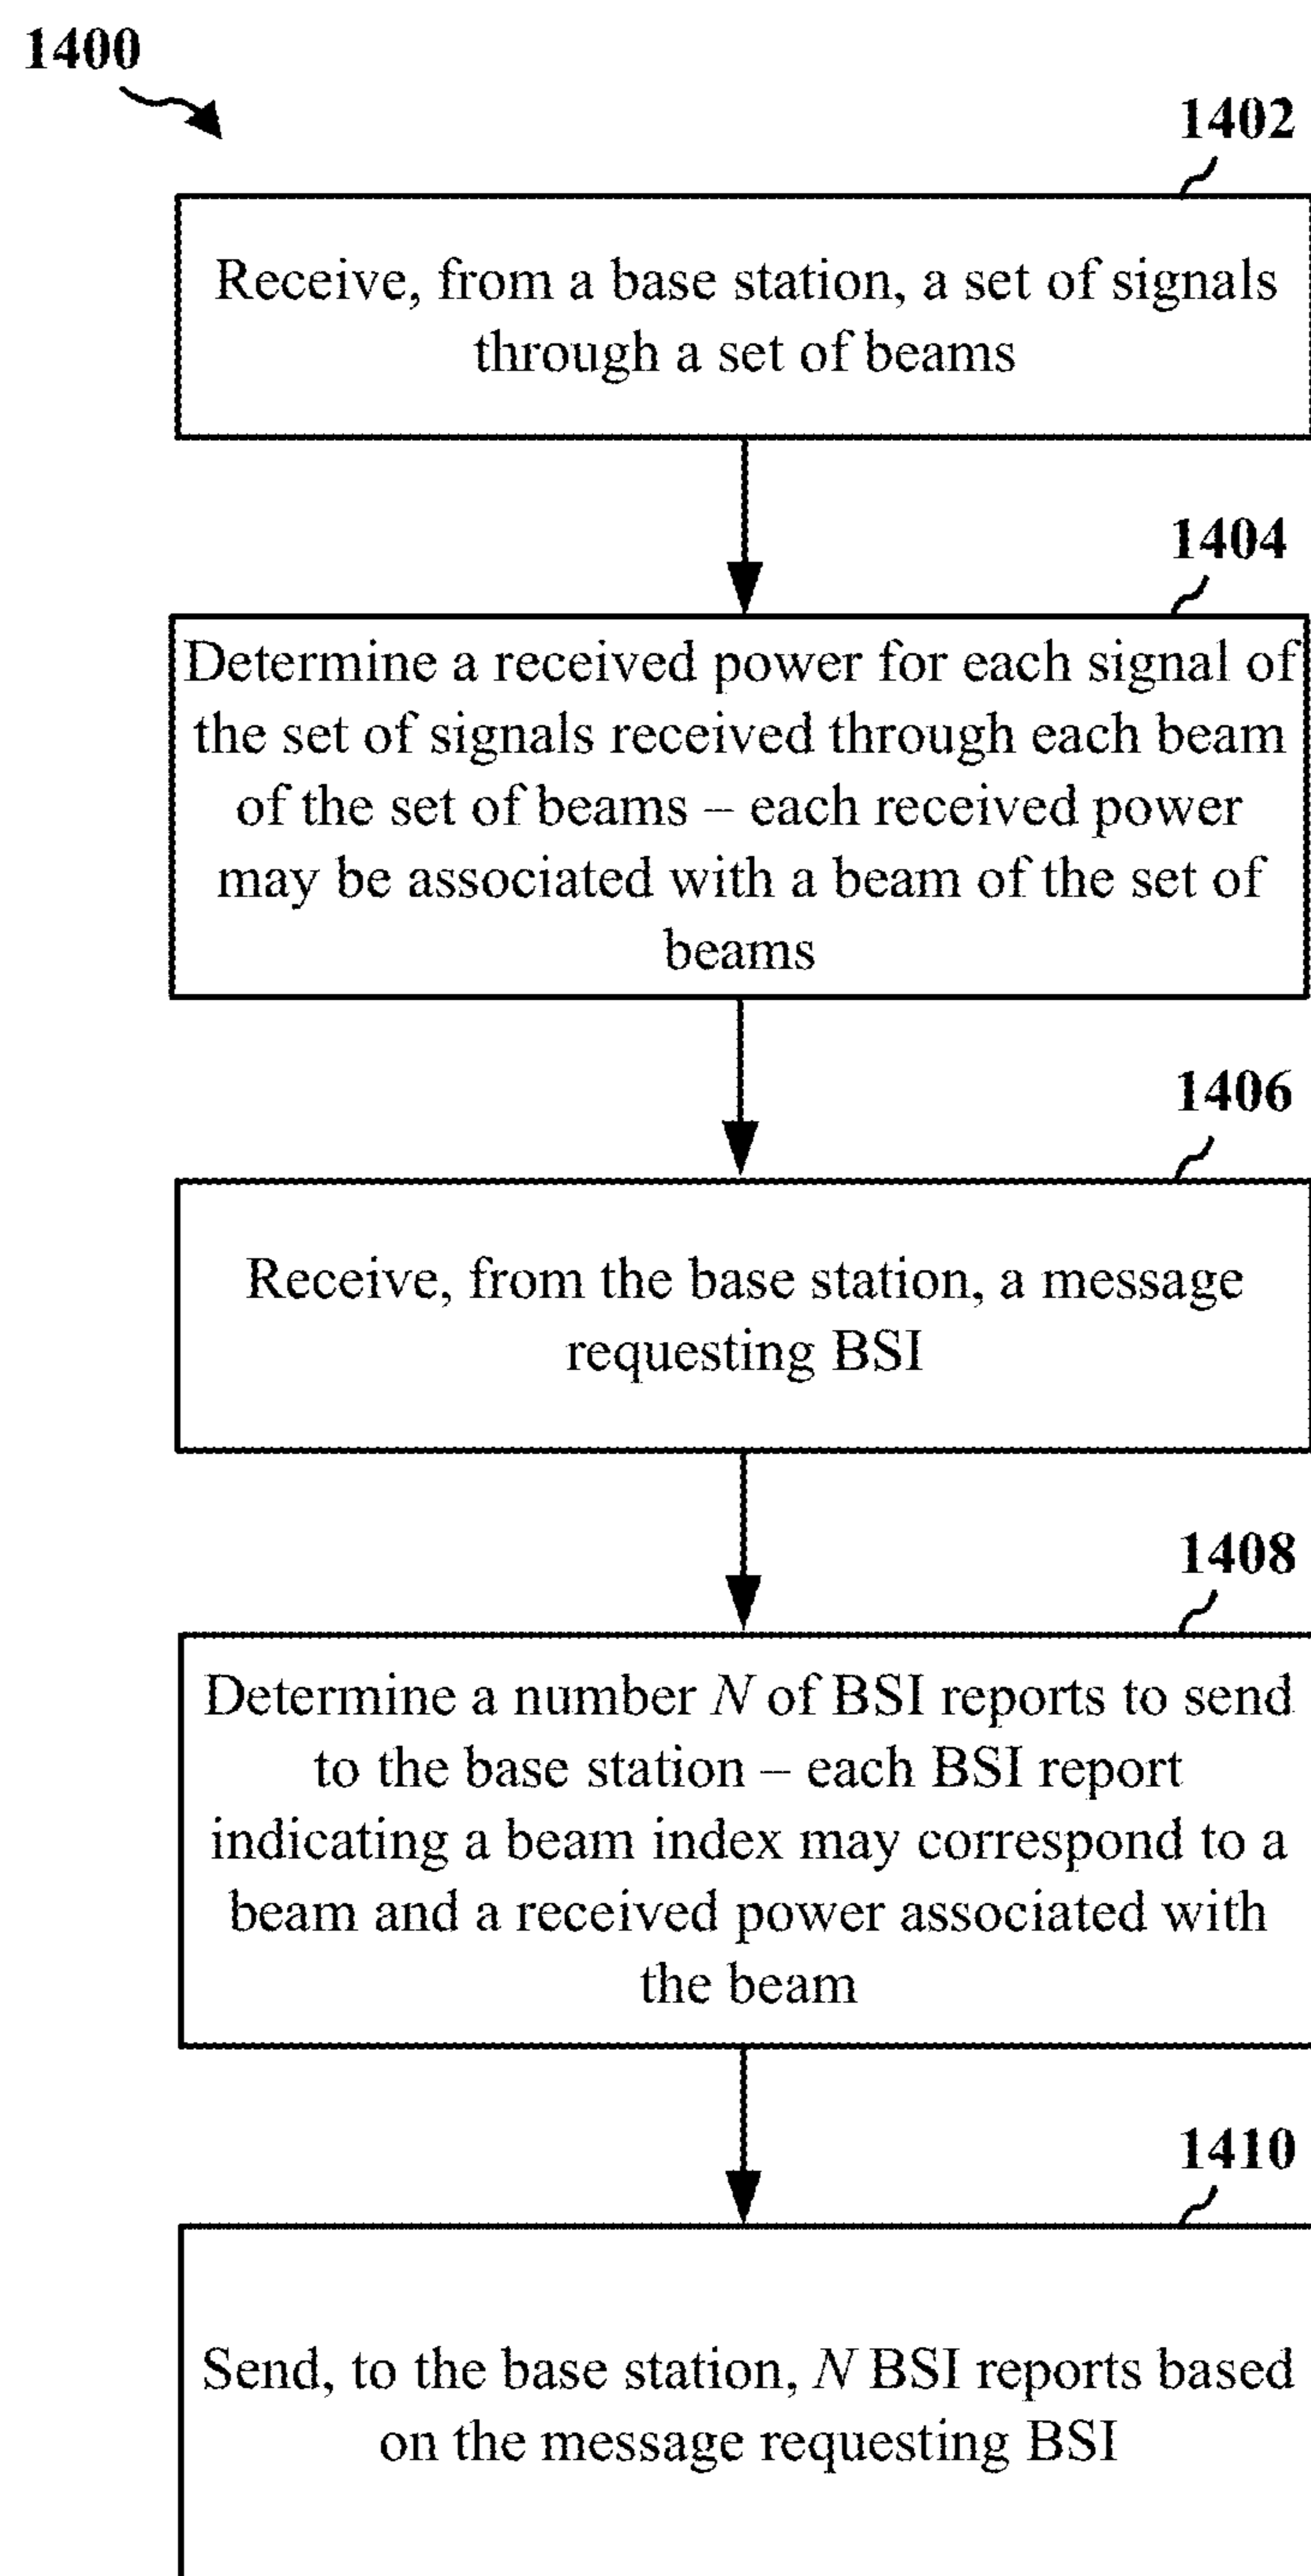 1400
1402
Receive, from a base station, a set of signals
through a set of beams
1404
Determine a received power for each signal of
the set of signals received through each beam
of the set of beams – each received power
may be associated with a beam of the set of
beams
1406
Receive, from the base station, a message
requesting BSI
1408
Determine a number N of BSI reports to send
to the base station – each BSI report
indicating a beam index may correspond to a
beam and a received power associated with
the beam
1410
Send, to the base station, N BSI reports based
on the message requesting BSI